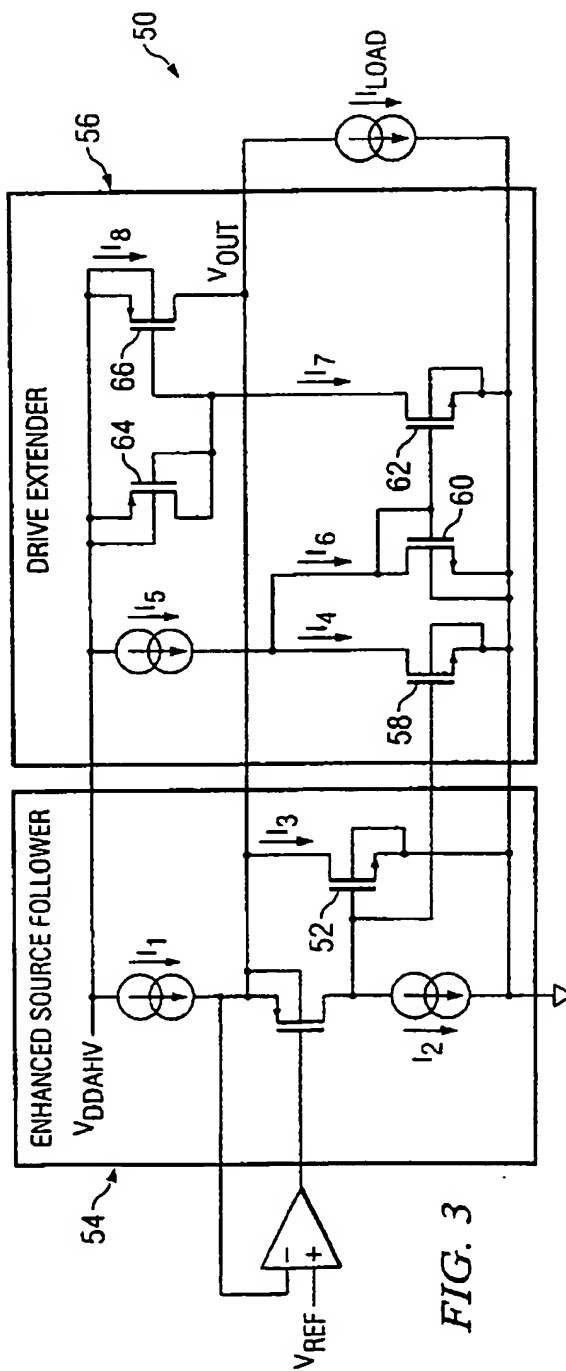 50
56
DRIVE EXTENDER
I8
66
64
VOUT
ILOAD
I5
I7
I6
I4
62
60
58
54
ENHANCED SOURCE FOLLOWER
VDDAHV
I1
I3
52
I2
VREF
-
+
FIG. 3